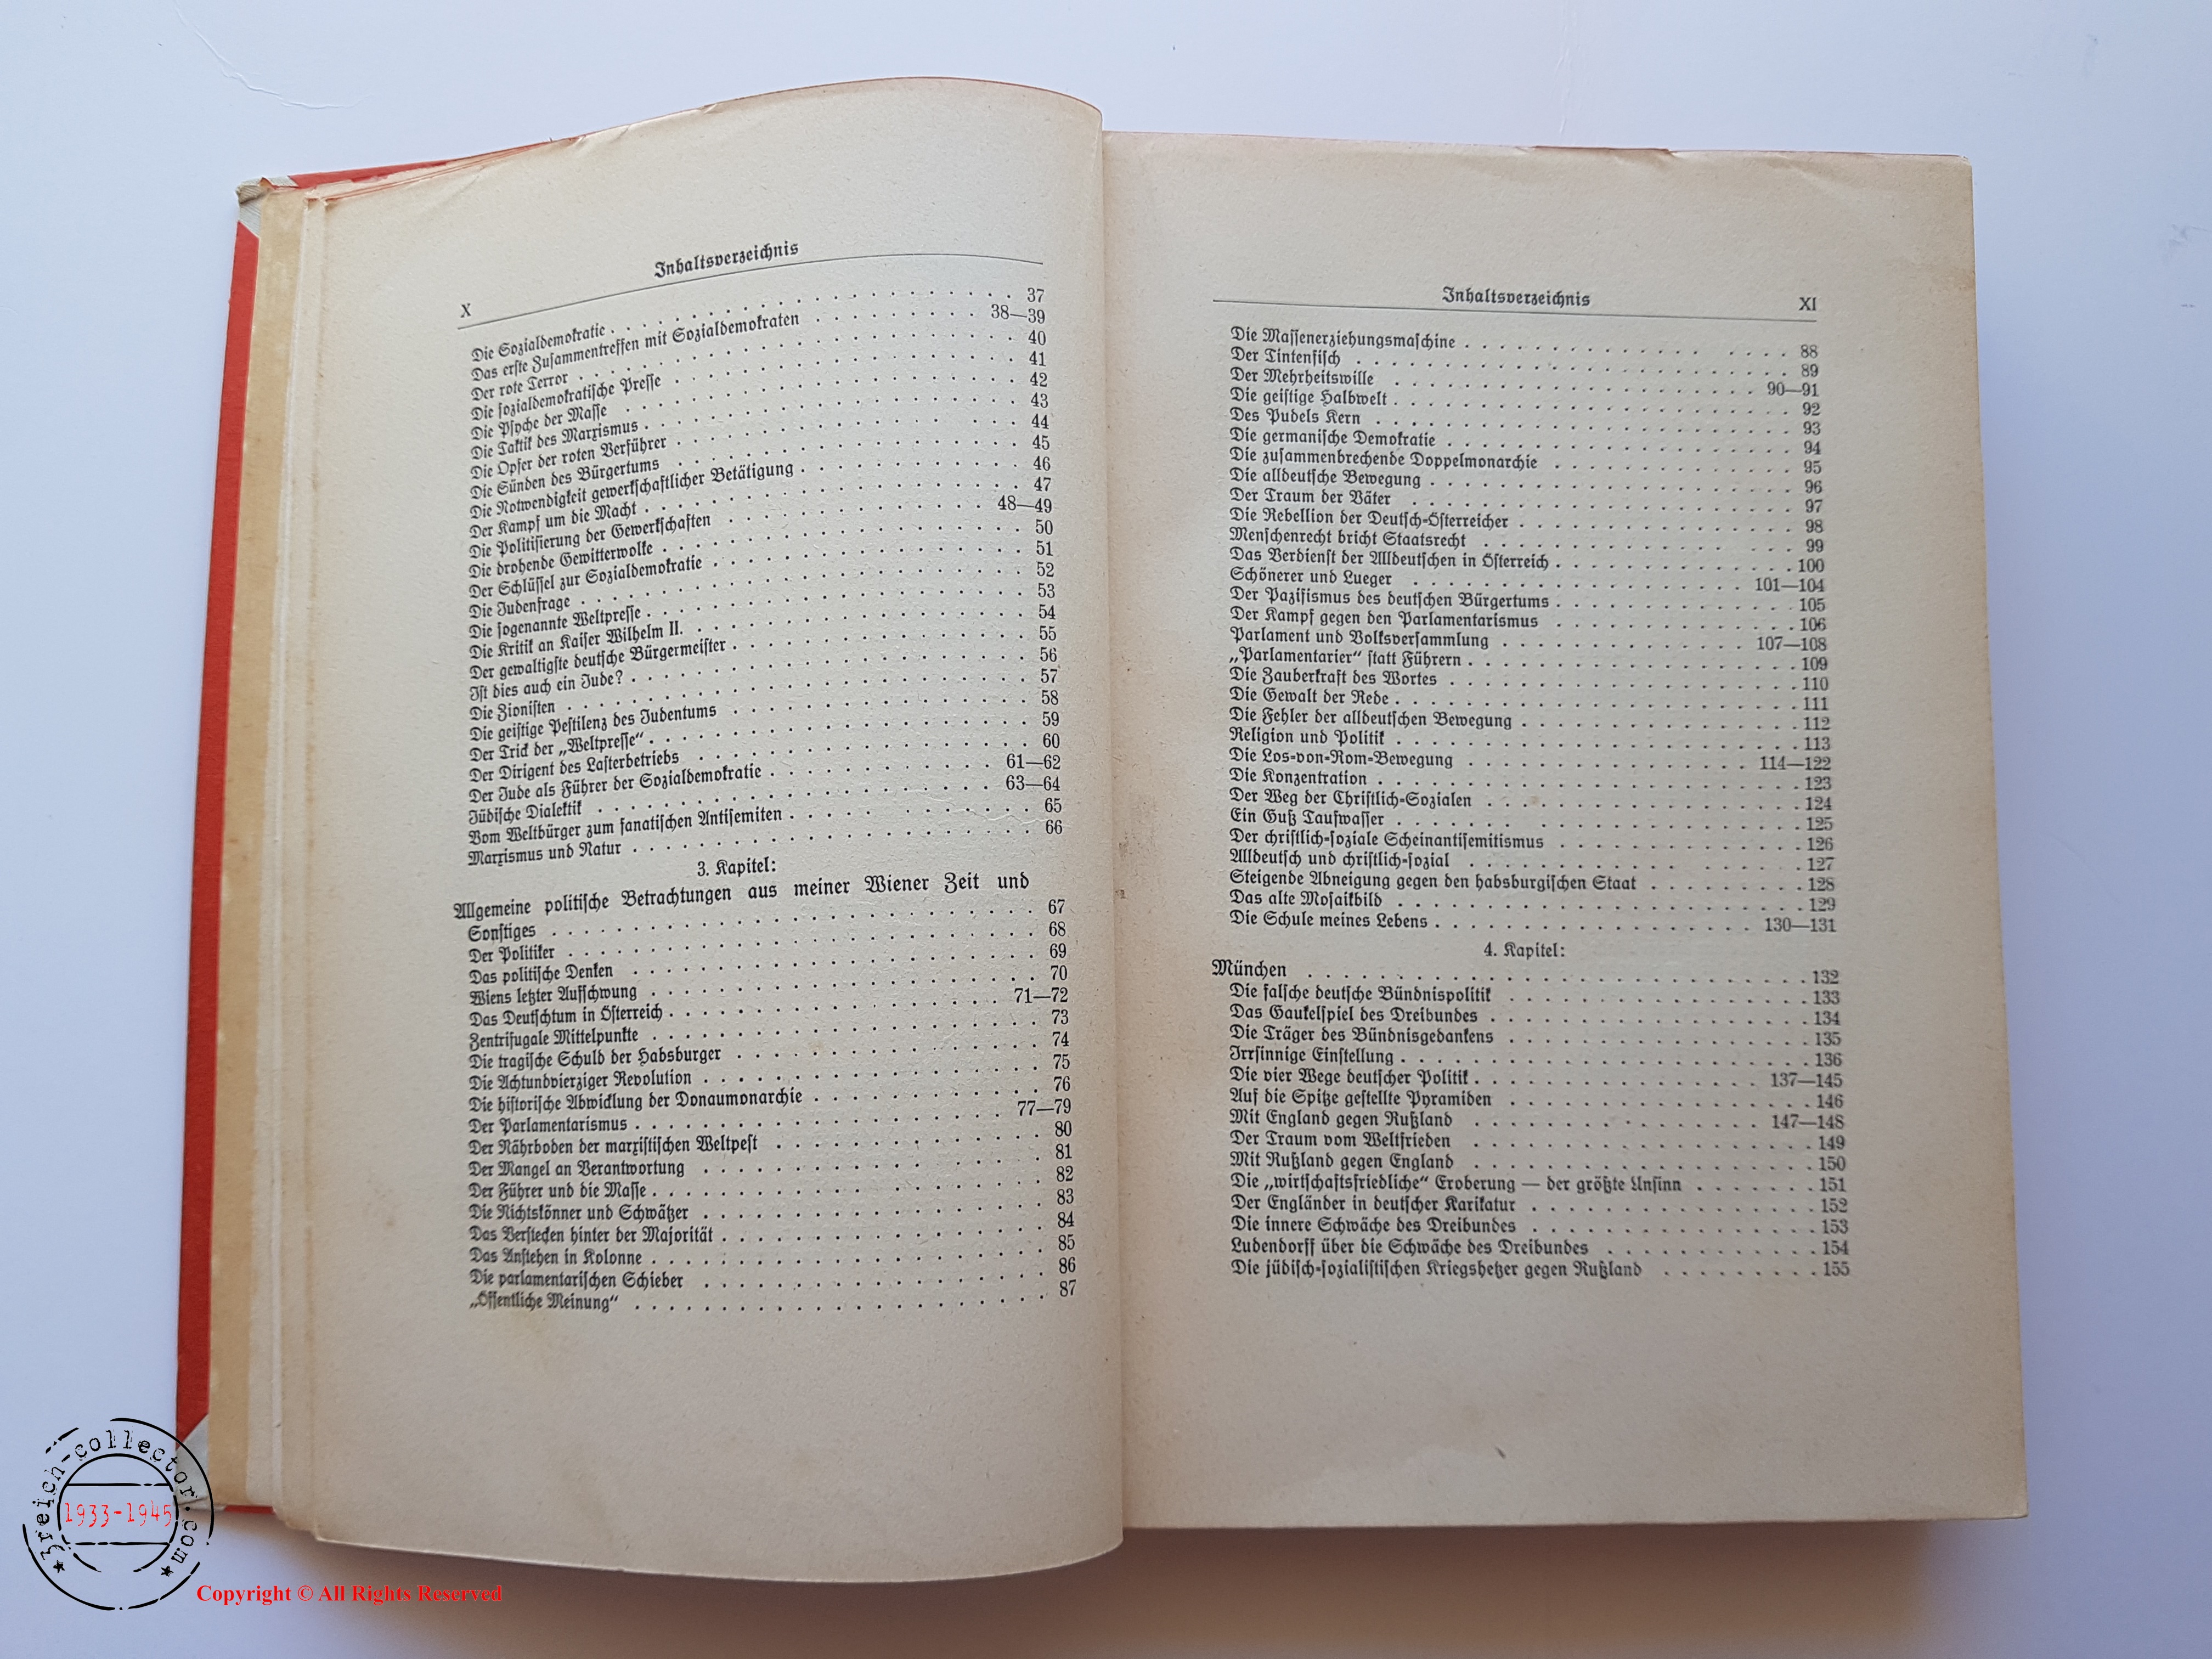 Inhaltsverzeichnis
X
Die Sozialdemokratie . . . 37
Das erste Zusammentreffen mit Sozialdemokraten . . . 38—39
Der rote Terror . . . 40
Die sozialdemokratische Presse . . . 41
Die Psyche der Masse . . . 42
Die Taktik des Marxismus . . . 43
Die Opfer der roten Verführer . . . 44
Die Sünden des Bürgertums . . . 45
Die Notwendigkeit gewerkschaftlicher Betätigung . . . 46
Der Kampf um die Macht . . . 47
Die Politisierung der Gewerkschaften . . . 48—49
Die drohende Gewitterwolke . . . 50
Der Schlüssel zur Sozialdemokratie . . . 51
Die Judenfrage . . . 52
Die sogenannte Weltpresse . . . 53
Die Kritik an Kaiser Wilhelm II. . . . 54
Der gewaltigste deutsche Bürgermeister . . . 55
Ist dies auch ein Jude? . . . 56
Die Zionisten . . . 57
Die geistige Pestilenz des Judentums . . . 58
Der Trick der „Weltpresse“ . . . 59
Der Dirigent des Lasterbetriebs . . . 60
Der Jude als Führer der Sozialdemokratie . . . 61—62
Jüdische Dialektik . . . 63—64
Vom Weltbürger zum fanatischen Antisemiten . . . 65
Marxismus und Natur . . . 66
3. Kapitel:
Allgemeine politische Betrachtungen aus meiner Wiener Zeit und
Sonstiges . . . 67
Der Politiker . . . 68
Das politische Denken . . . 69
Wiens letzter Aufschwung . . . 70
Das Deutschtum in Österreich . . . 71—72
Zentrifugale Mittelpunkte . . . 73
Die tragische Schuld der Habsburger . . . 74
Die Achtundvierziger Revolution . . . 75
Die historische Abwicklung der Donaumonarchie . . . 76
Der Parlamentarismus . . . 77—79
Der Nährboden der marxistischen Weltpest . . . 80
Der Mangel an Verantwortung . . . 81
Der Führer und die Masse . . . 82
Die Nichtskönner und Schwätzer . . . 83
Das Verstecken hinter der Majorität . . . 84
Das Anstehen in Kolonne . . . 85
Die parlamentarischen Schieber . . . 86
„Öffentliche Meinung“ . . . 87
Inhaltsverzeichnis XI
Die Massenerziehungsmaschine . . . 88
Der Tintenfisch . . . 89
Der Mehrheitswille . . . 90—91
Die geistige Halbwelt . . . 92
Des Pudels Kern . . . 93
Die germanische Demokratie . . . 94
Die zusammenbrechende Doppelmonarchie . . . 95
Die alldeutsche Bewegung . . . 96
Der Traum der Väter . . . 97
Die Rebellion der Deutsch-Österreicher . . . 98
Menschenrecht bricht Staatsrecht . . . 99
Das Verdienst der Alldeutschen in Österreich . . . 100
Schönerer und Lueger . . . 101—104
Der Pazifismus des deutschen Bürgertums . . . 105
Der Kampf gegen den Parlamentarismus . . . 106
Parlament und Volksversammlung . . . 107—108
„Parlamentarier“ statt Führern . . . 109
Die Zauberkraft des Wortes . . . 110
Die Gewalt der Rede . . . 111
Die Fehler der alldeutschen Bewegung . . . 112
Religion und Politik . . . 113
Die Los-von-Rom-Bewegung . . . 114—122
Die Konzentration . . . 123
Der Weg der Christlich-Sozialen . . . 124
Ein Guß Taufwasser . . . 125
Der christlich-soziale Scheinantisemitismus . . . 126
Alldeutsch und christlich-sozial . . . 127
Steigende Abneigung gegen den habsburgischen Staat . . . 128
Das alte Mosaikbild . . . 129
Die Schule meines Lebens . . . 130—131
4. Kapitel:
München . . . 132
Die falsche deutsche Bündnispolitik . . . 133
Das Gaukelspiel des Dreibundes . . . 134
Die Träger des Bündnisgedankens . . . 135
Irrsinnige Einstellung . . . 136
Die vier Wege deutscher Politik . . . 137—145
Auf die Spitze gestellte Pyramiden . . . 146
Mit England gegen Rußland . . . 147—148
Der Traum vom Weltfrieden . . . 149
Mit Rußland gegen England . . . 150
Die „wirtschaftsfriedliche“ Eroberung — der größte Unsinn . . . 151
Der Engländer in deutscher Karikatur . . . 152
Die innere Schwäche des Dreibundes . . . 153
Ludendorff über die Schwäche des Dreibundes . . . 154
Die jüdisch-sozialistischen Kriegshetzer gegen Rußland . . . 155
3reich-collector.com
1933-1945
Copyright © All Rights Reserved